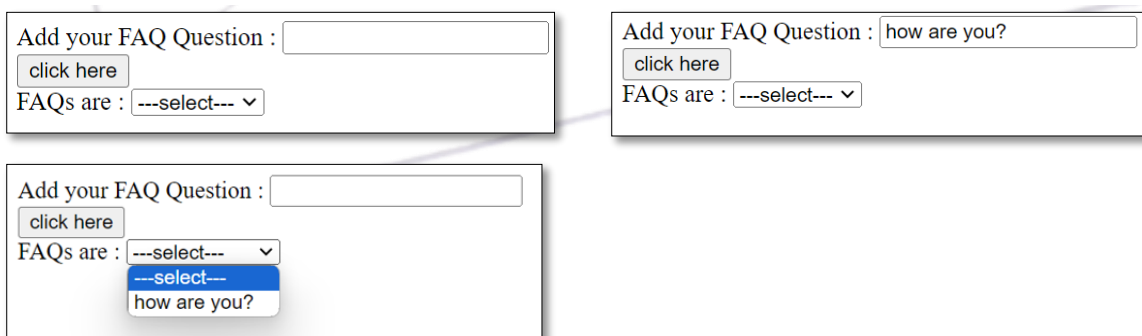 Add your FAQ Question :
click here
FAQs are : ---select---
Add your FAQ Question : how are you?
click here
FAQs are : ---select---
Add your FAQ Question :
click here
FAQs are : ---select---
---select---
how are you?